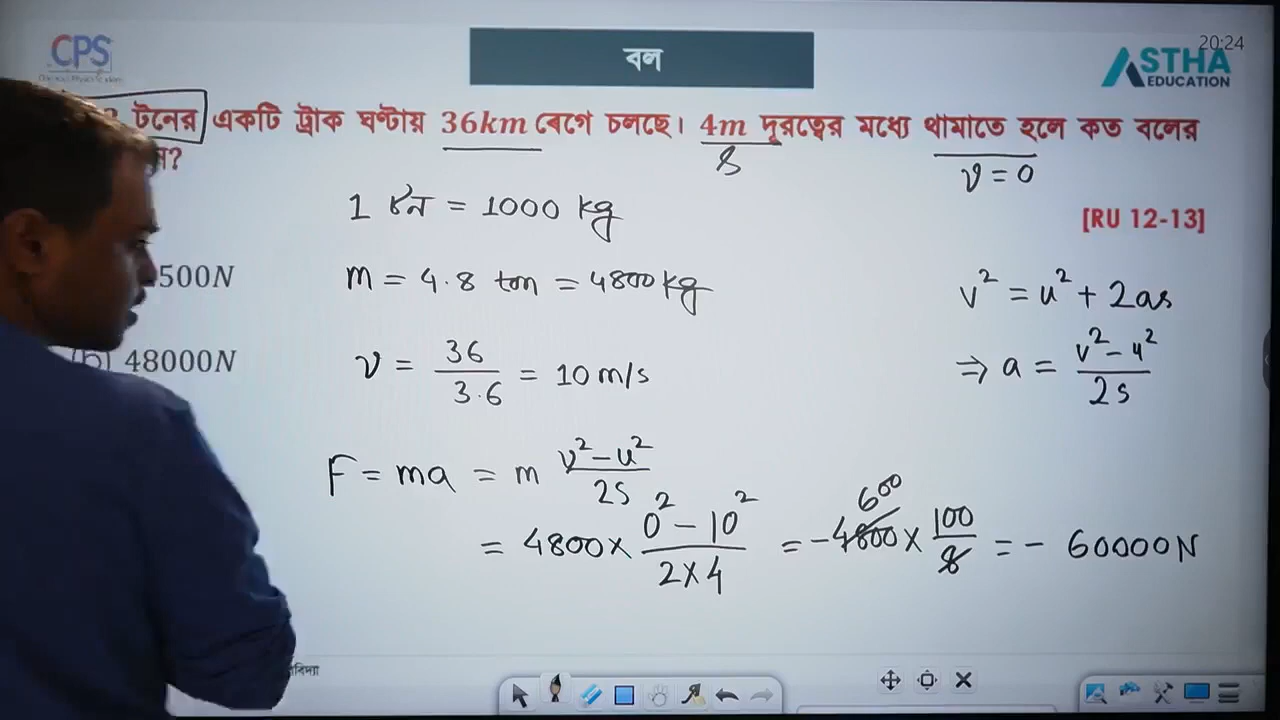 20:24
CPS
বল
ASTHA
EDUCATION
টনের একটি ট্রাক ঘণ্টায় 36km বেগে চলছে। 4m দূরত্বের মধ্যে থামাতে হলে কত বলের
?
s
v = 0
1 টন = 1000 kg
[RU 12-13]
500N
m = 4.8 ton = 4800 kg
v² = u² + 2as
(b) 48000N
v = 36/3.6 = 10 m/s
⇒ a = (v² - u²)/2s
F = ma = m (v² - u²)/2s
= 4800 × (0² - 10²)/(2×4) = - 4800 × 100/8 = - 60000N
600